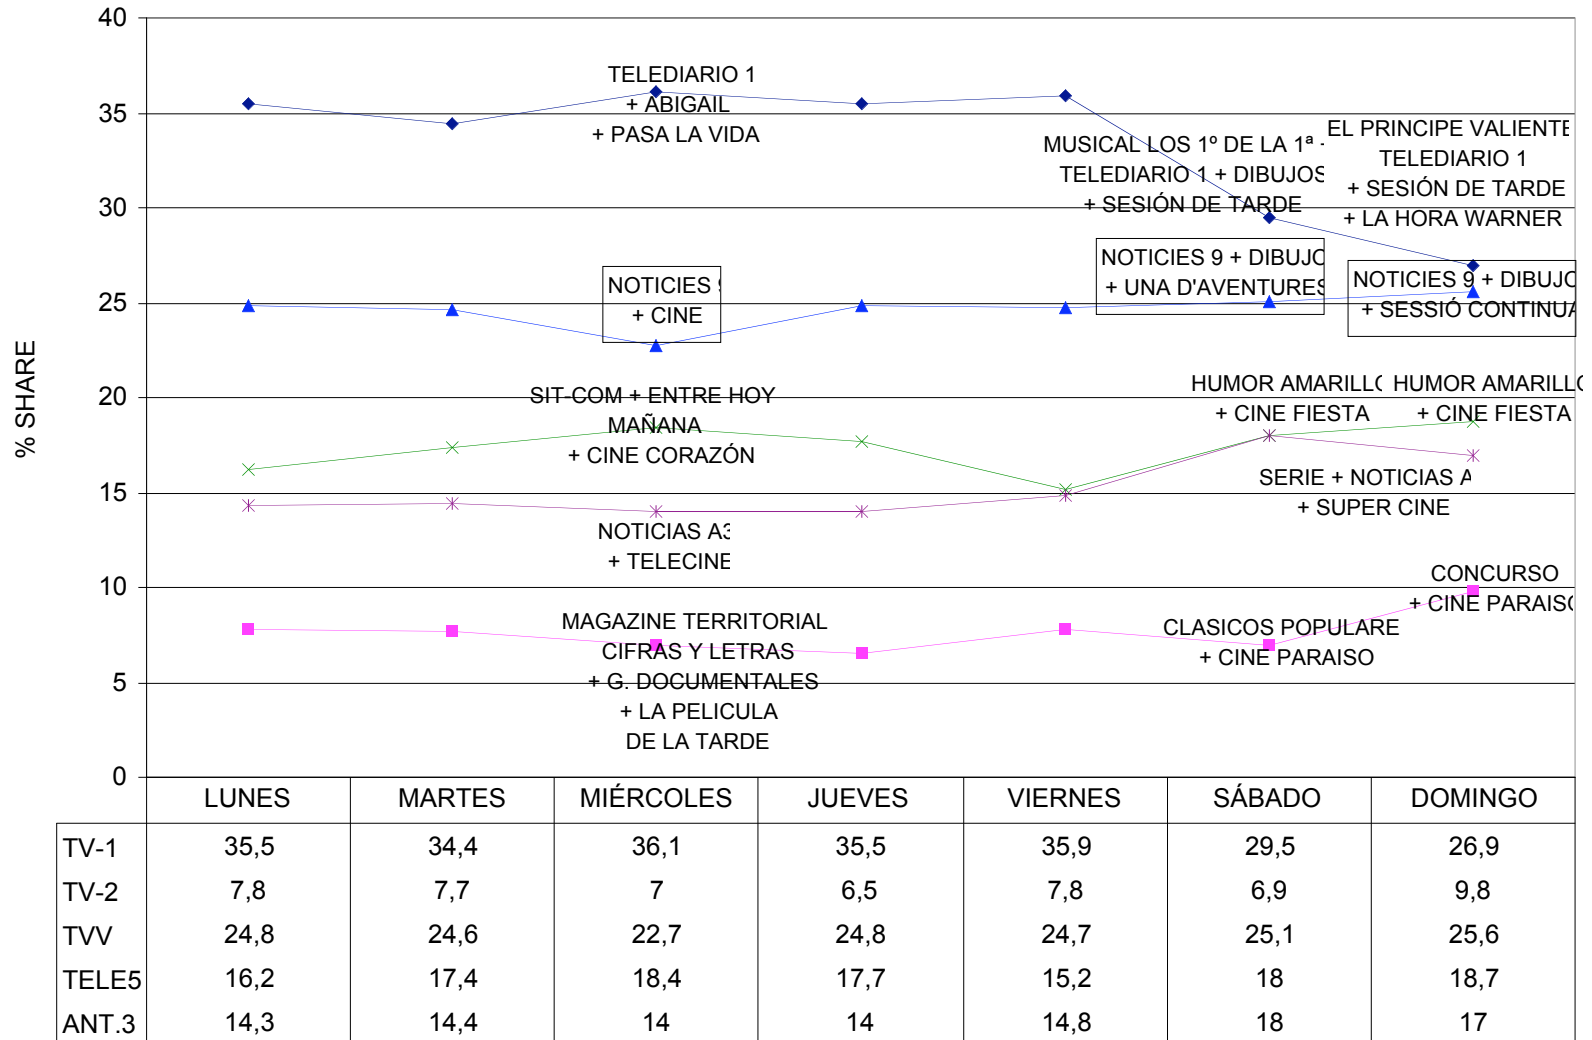 40
TELEDIARIO 1
+ ABIGAIL
+ PASA LA VIDA
35
EL PRINCIPE VALIENTE
MUSICAL LOS 1º DE LA 1ª
TELEDIARIO 1
TELEDIARIO 1 + DIBUJOS
+ SESIÓN DE TARDE
+ SESIÓN DE TARDE
+ LA HORA WARNER
30
NOTICIES 9
+ CINE
NOTICIES 9 + DIBUJO
+ UNA D'AVENTURES
NOTICIES 9 + DIBUJO
+ SESSIÓ CONTINUA
25
% SHARE
20
SIT-COM + ENTRE HOY
MAÑANA
+ CINE CORAZÓN
HUMOR AMARILLO
+ CINE FIESTA
HUMOR AMARILLO
+ CINE FIESTA
SERIE + NOTICIAS A
+ SUPER CINE
15
NOTICIAS A3
+ TELECINE
10
CONCURSO
+ CINE PARAISO
MAGAZINE TERRITORIAL
CIFRAS Y LETRAS
+ G. DOCUMENTALES
+ LA PELICULA
DE LA TARDE
CLASICOS POPULARE
+ CINE PARAISO
5
0
LUNES MARTES MIÉRCOLES JUEVES VIERNES SÁBADO DOMINGO
TV-1 35,5 34,4 36,1 35,5 35,9 29,5 26,9
TV-2 7,8 7,7 7 6,5 7,8 6,9 9,8
TVV 24,8 24,6 22,7 24,8 24,7 25,1 25,6
TELE5 16,2 17,4 18,4 17,7 15,2 18 18,7
ANT.3 14,3 14,4 14 14 14,8 18 17